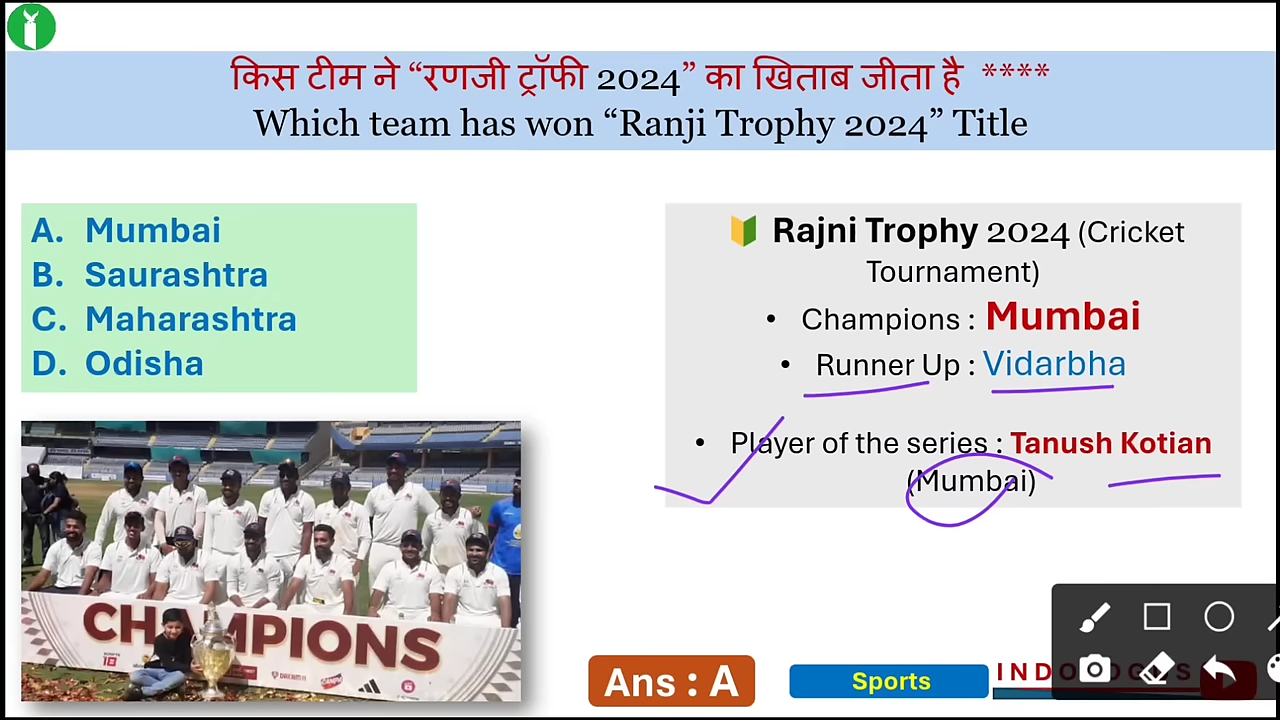 किस टीम ने “रणजी ट्रॉफी 2024” का खिताब जीता है ****
Which team has won “Ranji Trophy 2024” Title
A. Mumbai
B. Saurashtra
C. Maharashtra
D. Odisha
Rajni Trophy 2024 (Cricket
Tournament)
• Champions : Mumbai
• Runner Up : Vidarbha
• Player of the series : Tanush Kotian
(Mumbai)
CHAMPIONS
Ans : A
Sports